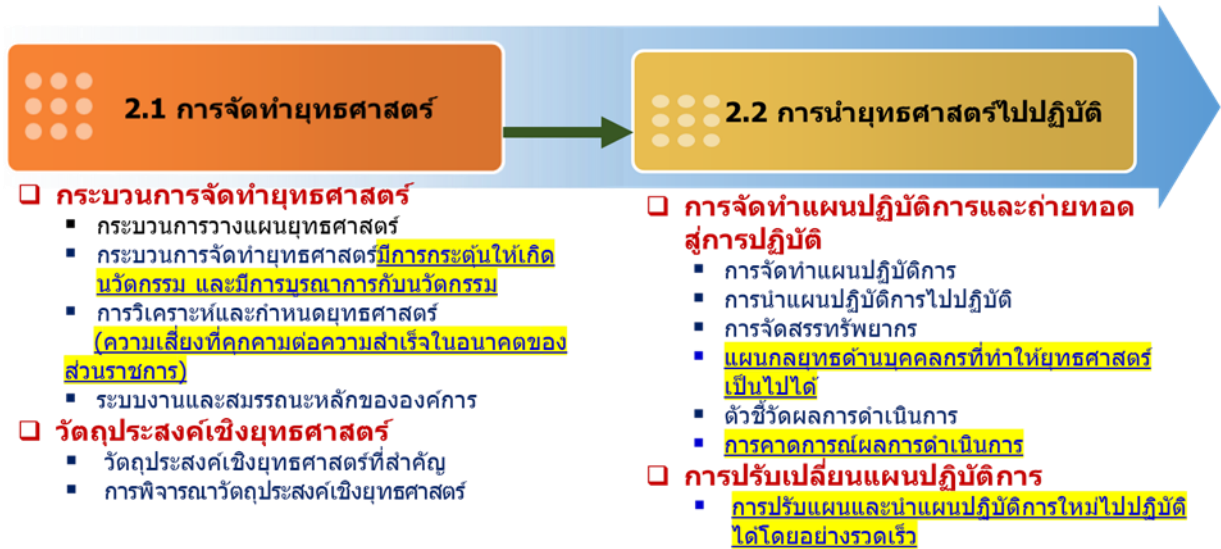 2.1 การจัดทำยุทธศาสตร์
❑ กระบวนการจัดทำยุทธศาสตร์
▪ กระบวนการวางแผนยุทธศาสตร์
▪ กระบวนการจัดทำยุทธศาสตร์มีการกระตุ้นให้เกิด
นวัตกรรม และมีการบูรณาการกับนวัตกรรม
▪ การวิเคราะห์และกำหนดยุทธศาสตร์
(ความเสี่ยงที่คุกคามต่อความสำเร็จในอนาคตของ
ส่วนราชการ)
▪ ระบบงานและสมรรถนะหลักขององค์การ
❑ วัตถุประสงค์เชิงยุทธศาสตร์
▪ วัตถุประสงค์เชิงยุทธศาสตร์ที่สำคัญ
▪ การพิจารณาวัตถุประสงค์เชิงยุทธศาสตร์
2.2 การนำยุทธศาสตร์ไปปฏิบัติ
❑ การจัดทำแผนปฏิบัติการและถ่ายทอด
สู่การปฏิบัติ
▪ การจัดทำแผนปฏิบัติการ
▪ การนำแผนปฏิบัติการไปปฏิบัติ
▪ การจัดสรรทรัพยากร
▪ แผนกลยุทธด้านบุคคลกรที่ทำให้ยุทธศาสตร์
เป็นไปได้
▪ ตัวชี้วัดผลการดำเนินการ
▪ การคาดการณ์ผลการดำเนินการ
❑ การปรับเปลี่ยนแผนปฏิบัติการ
▪ การปรับแผนและนำแผนปฏิบัติการใหม่ไปปฏิบัติ
ได้โดยอย่างรวดเร็ว